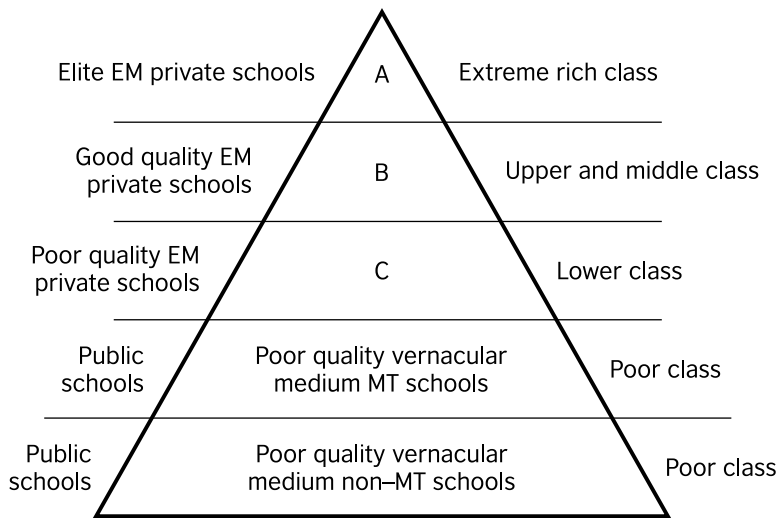 Elite EM private schools
A
Extreme rich class
Good quality EM
private schools
B
Upper and middle class
Poor quality EM
private schools
C
Lower class
Public
schools
Poor quality vernacular
medium MT schools
Poor class
Public
schools
Poor quality vernacular
medium non–MT schools
Poor class